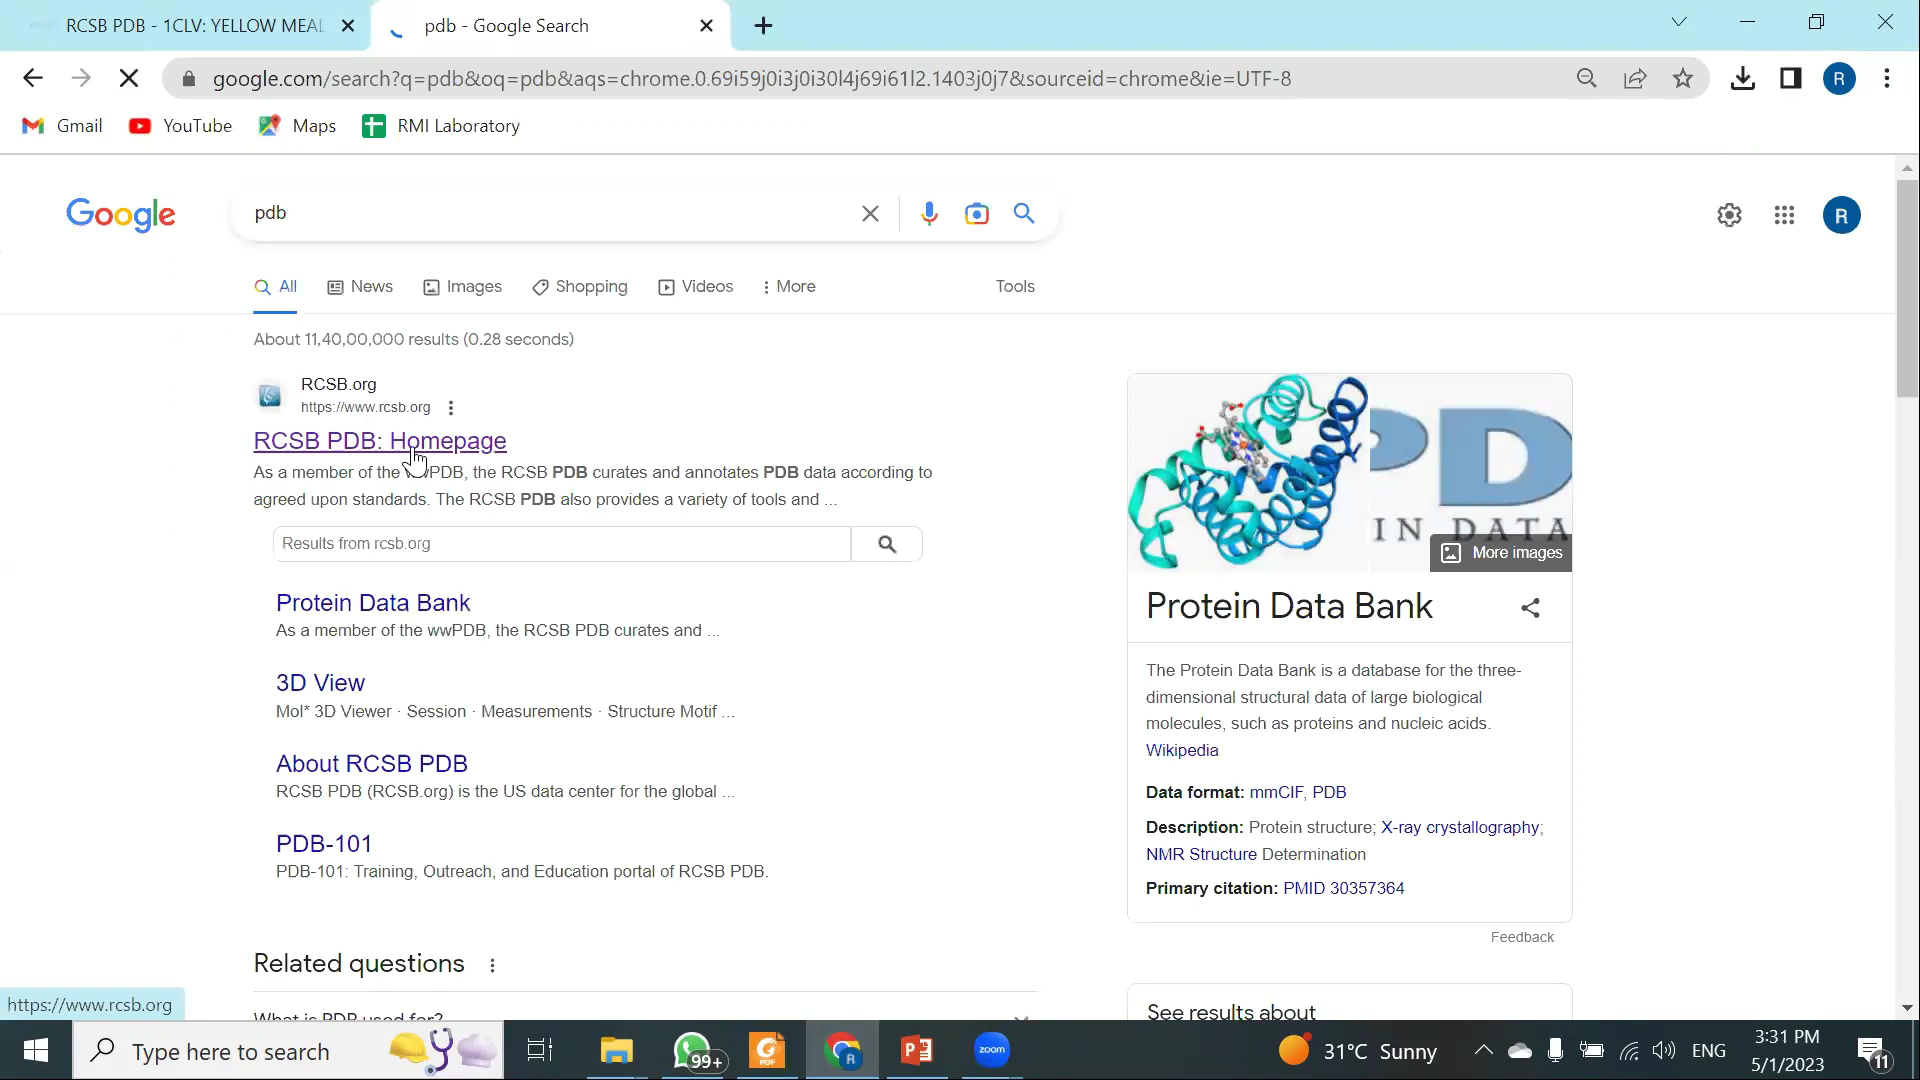 RCSB PDB - 1CLV: YELLOW MEAL
pdb - Google Search
google.com/search?q=pdb&oq=pdb&aqs=chrome.0.69i59j0i3j0i30l4j69i61l2.1403j0j7&sourceid=chrome&ie=UTF-8
R
Gmail
YouTube
Maps
RMI Laboratory
Google
pdb
R
All
News
Images
Shopping
Videos
More
Tools
About 11,40,00,000 results (0.28 seconds)
RCSB.org
https://www.rcsb.org
RCSB PDB: Homepage
As a member of the wwPDB, the RCSB PDB curates and annotates PDB data according to
agreed upon standards. The RCSB PDB also provides a variety of tools and ...
Results from rcsb.org
Protein Data Bank
As a member of the wwPDB, the RCSB PDB curates and ...
3D View
Mol* 3D Viewer · Session · Measurements · Structure Motif ...
About RCSB PDB
RCSB PDB (RCSB.org) is the US data center for the global ...
PDB-101
PDB-101: Training, Outreach, and Education portal of RCSB PDB.
Related questions
What is PDB used for?
PD
IN DATA
More images
Protein Data Bank
The Protein Data Bank is a database for the three-
dimensional structural data of large biological
molecules, such as proteins and nucleic acids.
Wikipedia
Data format: mmCIF, PDB
Description: Protein structure; X-ray crystallography;
NMR Structure Determination
Primary citation: PMID 30357364
Feedback
See results about
https://www.rcsb.org
Type here to search
99+
PDF
R
P
zoom
31°C Sunny
ENG
3:31 PM
5/1/2023
11